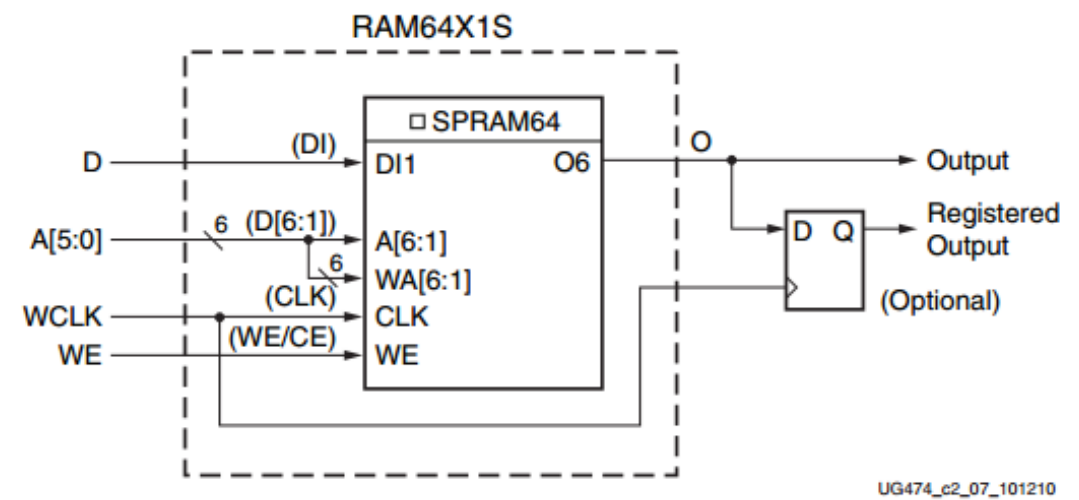 RAM64X1S
SPRAM64
D
(DI)
DI1
O6
O
Output
A[5:0]
6
(D[6:1])
A[6:1]
6
WA[6:1]
D Q
Registered
Output
WCLK
(CLK)
CLK
(Optional)
WE
(WE/CE)
WE
UG474_c2_07_101210